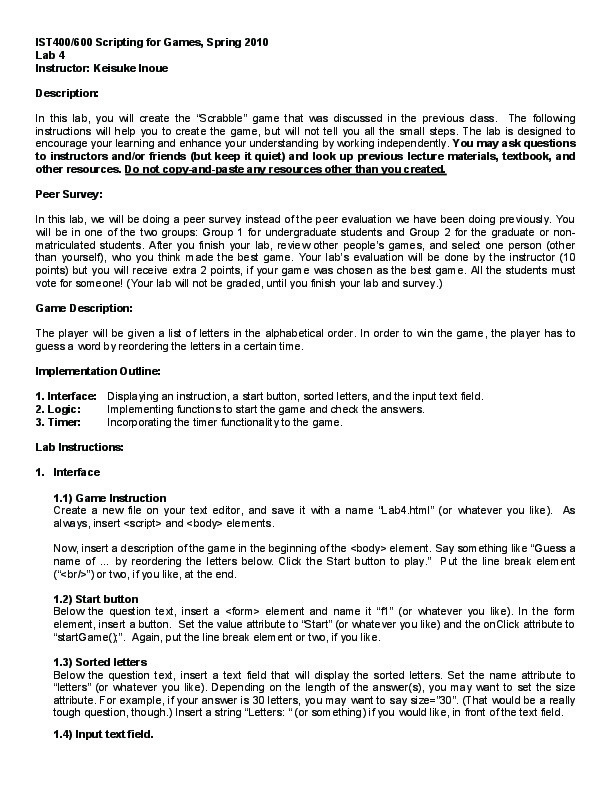 IST400/600 Scripting for Games, Spring 2010
Lab 4
Instructor: Keisuke Inoue
Description:
In this lab, you will create the “Scrabble” game that was discussed in the previous class. The following
instructions will help you to create the game, but will not tell you all the small steps. The lab is designed to
encourage your learning and enhance your understanding by working independently. You may ask questions
to instructors and/or friends (but keep it quiet) and look up previous lecture materials, textbook, and
other resources. Do not copy-and-paste any resources other than you created.
Peer Survey:
In this lab, we will be doing a peer survey instead of the peer evaluation we have been doing previously. You
will be in one of the two groups: Group 1 for undergraduate students and Group 2 for the graduate or non-
matriculated students. After you finish your lab, review other people’s games, and select one person (other
than yourself), who you think made the best game. Your lab’s evaluation will be done by the instructor (10
points) but you will receive extra 2 points, if your game was chosen as the best game. All the students must
vote for someone! (Your lab will not be graded, until you finish your lab and survey.)
Game Description:
The player will be given a list of letters in the alphabetical order. In order to win the game, the player has to
guess a word by reordering the letters in a certain time.
Implementation Outline:
1. Interface: Displaying an instruction, a start button, sorted letters, and the input text field.
2. Logic: Implementing functions to start the game and check the answers.
3. Timer: Incorporating the timer functionality to the game.
Lab Instructions:
1. Interface
1.1) Game Instruction
Create a new file on your text editor, and save it with a name “Lab4.html” (or whatever you like). As
always, insert <script> and <body> elements.
Now, insert a description of the game in the beginning of the <body> element. Say something like “Guess a
name of ... by reordering the letters below. Click the Start button to play.” Put the line break element
(“<br/>”) or two, if you like, at the end.
1.2) Start button
Below the question text, insert a <form> element and name it “f1” (or whatever you like). In the form
element, insert a button. Set the value attribute to “Start” (or whatever you like) and the onClick attribute to
“startGame();”. Again, put the line break element or two, if you like.
1.3) Sorted letters
Below the question text, insert a text field that will display the sorted letters. Set the name attribute to
“letters” (or whatever you like). Depending on the length of the answer(s), you may want to set the size
attribute. For example, if your answer is 30 letters, you may want to say size=”30”. (That would be a really
tough question, though.) Insert a string “Letters: “ (or something) if you would like, in front of the text field.
1.4) Input text field.